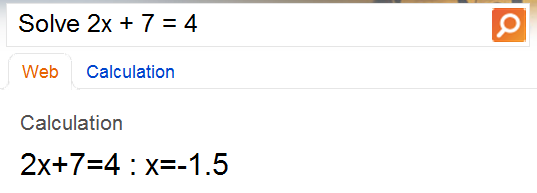 Solve 2x + 7 = 4
Web Calculation
Calculation
2x+7=4 : x=-1.5